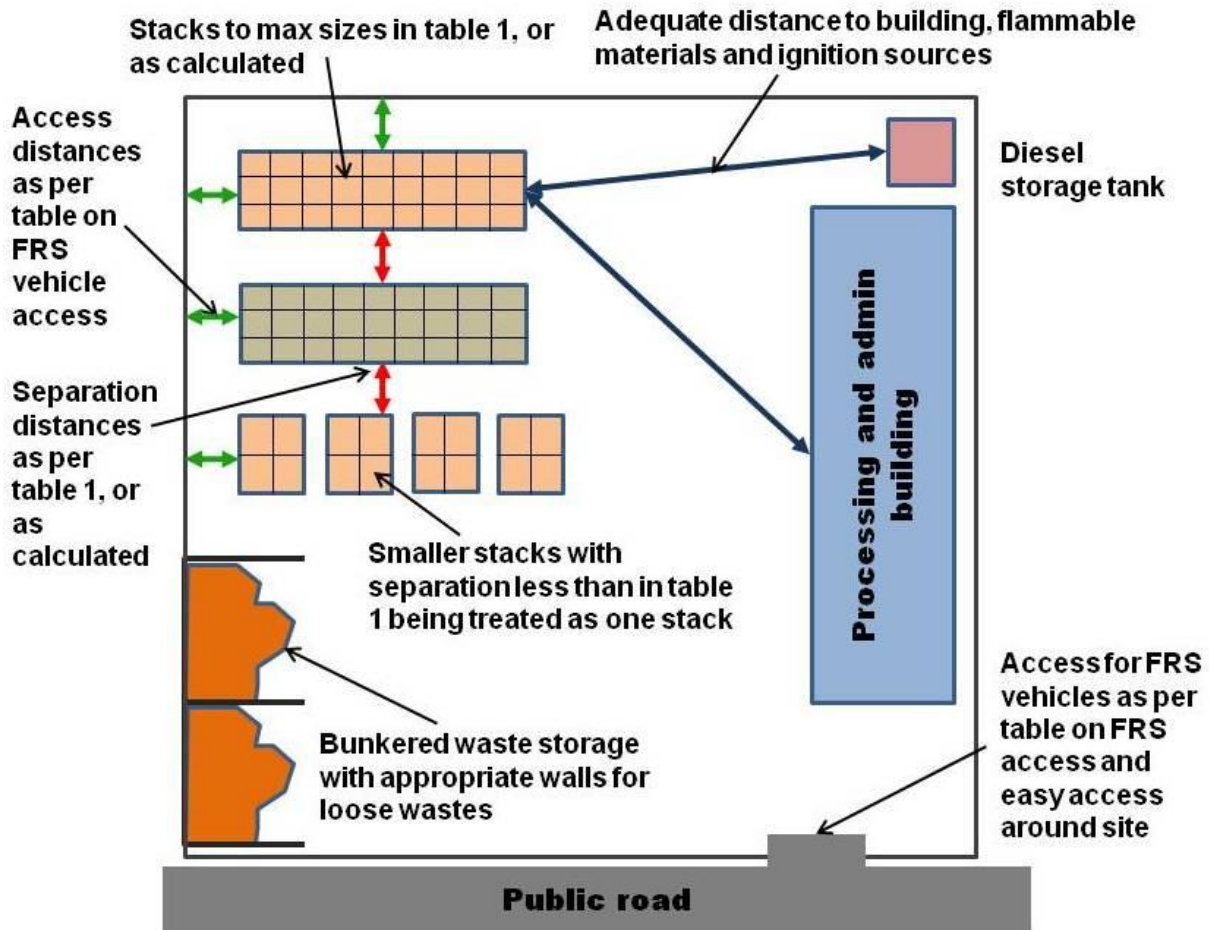 Stacks to max sizes in table 1, or
as calculated
Adequate distance to building, flammable
materials and ignition sources
Access
distances
as per
table on
FRS
vehicle
access
Diesel
storage tank
Separation
distances
as per
table 1, or
as
calculated
Processing and admin
building
Smaller stacks with
separation less than in table
1 being treated as one stack
Bunkered waste storage
with appropriate walls for
loose wastes
Access for FRS
vehicles as per
table on FRS
access and
easy access
around site
Public road